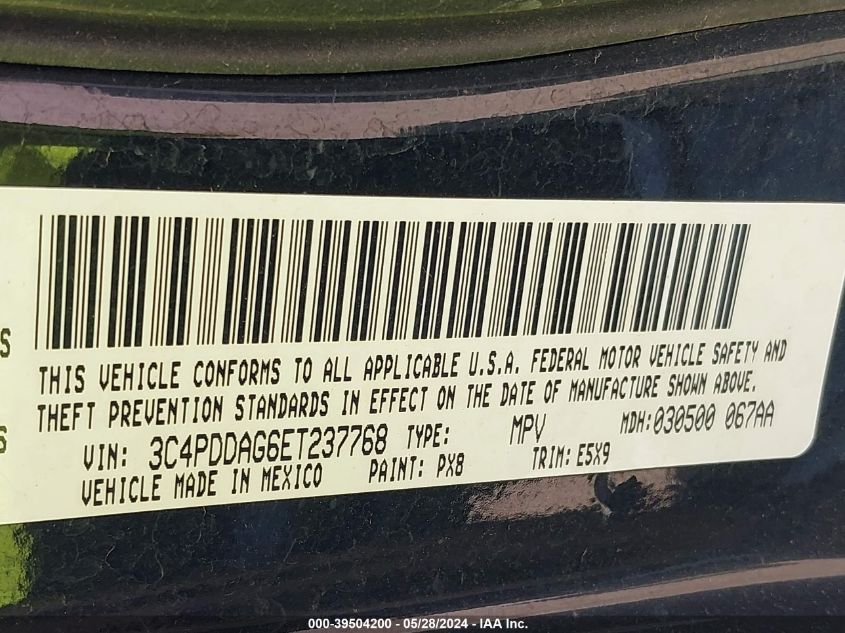 S
THIS VEHICLE CONFORMS TO ALL APPLICABLE U.S.A. FEDERAL MOTOR VEHICLE SAFETY AND
S
THEFT PREVENTION STANDARDS IN EFFECT ON THE DATE OF MANUFACTURE SHOWN ABOVE.
VIN: 3C4PDDAG6ET237768 TYPE: MPV MDH:030500 067AA
VEHICLE MADE IN MEXICO PAINT: PX8 TRIM: E5X9
000-39504200 - 05/28/2024 - IAA Inc.